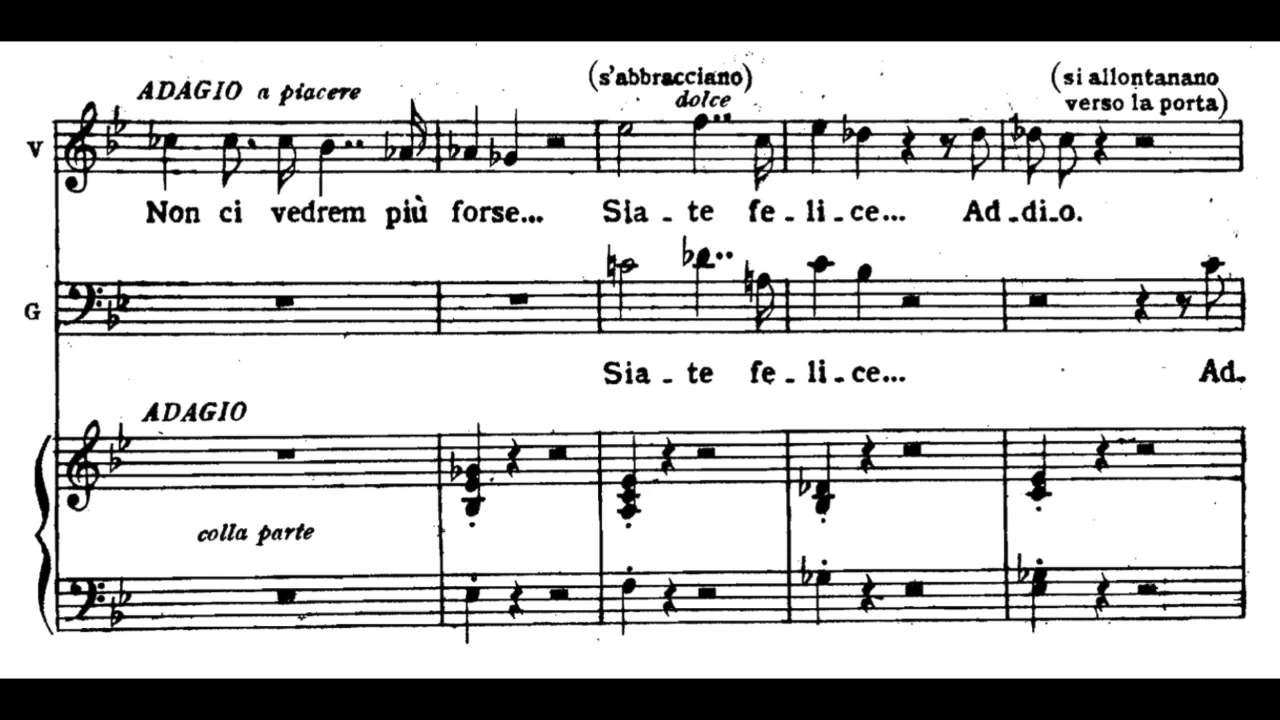 ADAGIO a piacere
(s'abbracciano)
dolce
(si allontanano
verso la porta)
V
Non ci vedrem più forse... Sia - te fe - li - ce... Ad - di - o.
G
Sia - te fe - li - ce... Ad -
ADAGIO
colla parte